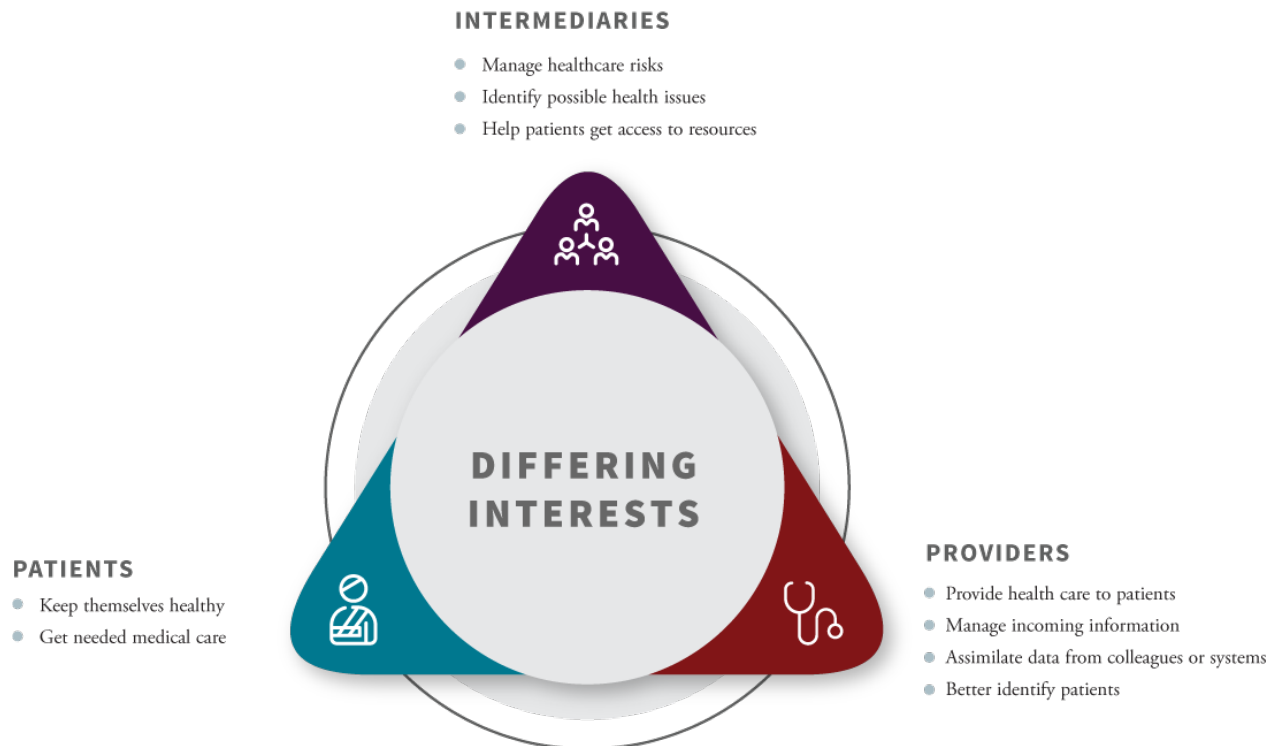 INTERMEDIARIES
Manage healthcare risks
Identify possible health issues
Help patients get access to resources
DIFFERING
INTERESTS
PATIENTS
Keep themselves healthy
Get needed medical care
PROVIDERS
Provide health care to patients
Manage incoming information
Assimilate data from colleagues or systems
Better identify patients